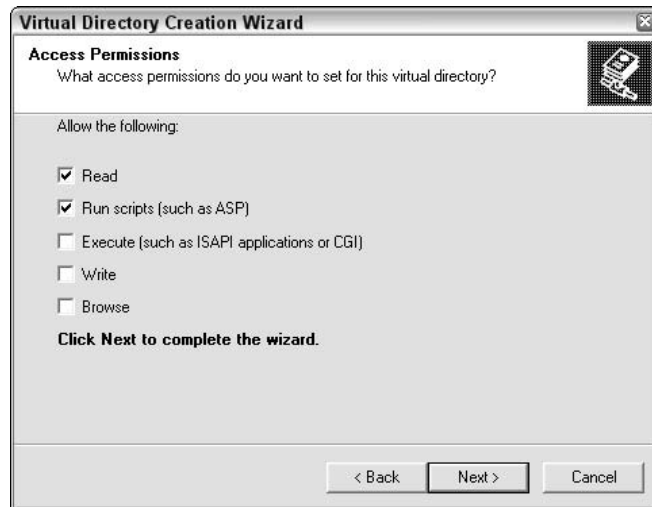 Virtual Directory Creation Wizard
Access Permissions
What access permissions do you want to set for this virtual directory?
Allow the following:
Read
Run scripts (such as ASP)
Execute (such as ISAPI applications or CGI)
Write
Browse
Click Next to complete the wizard.
< Back
Next >
Cancel